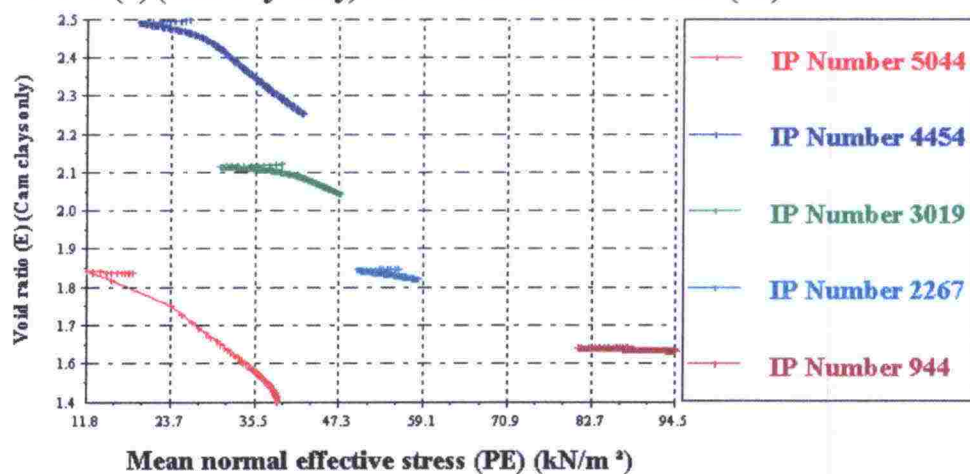 2.5
2.4
2.3
2.2
2.1
2.0
1.9
1.8
1.7
1.6
1.5
1.4
Void ratio (E) (Cam clays only)
11.8 23.7 35.5 47.3 59.1 70.9 82.7 94.5
Mean normal effective stress (PE) (kN/m ²)
IP Number 5044
IP Number 4454
IP Number 3019
IP Number 2267
IP Number 944